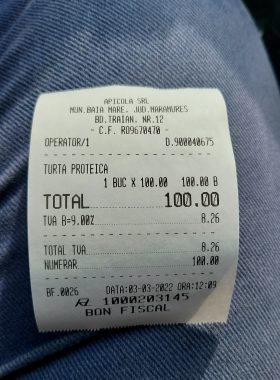 APICOLA SRL
MUN.BAIA MARE. JUD.MARAMURES
BD.TRAIAN. NR.12
- C.F. RO9670470 -
OPERATOR/1 D.900040675
TURTA PROTEICA
1 BUC X 100.00 100.00 B
TOTAL 100.00
TVA B=9.00% 8.26
TOTAL TVA 8.26
NUMERAR 100.00
BF.0026 DATA:03-03-2022 ORA:12:09
1000203145
BON FISCAL